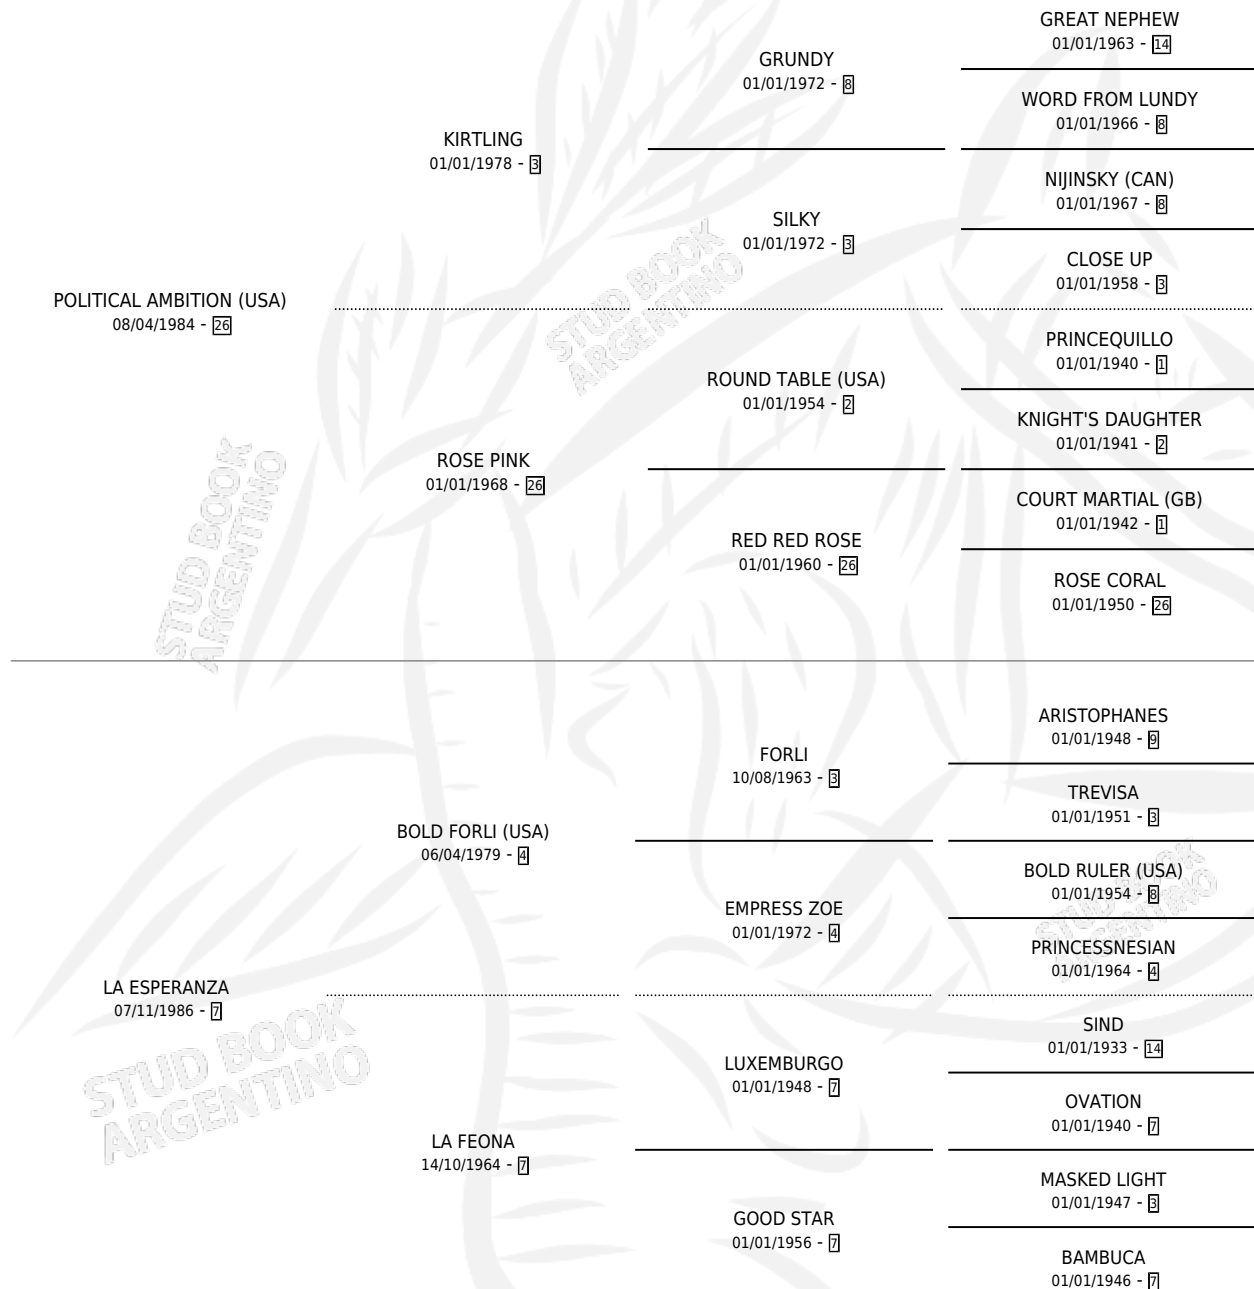 GREAT NEPHEW
01/01/1963 - 14
GRUNDY
01/01/1972 - 8
WORD FROM LUNDY
01/01/1966 - 8
KIRTLING
01/01/1978 - 3
NIJINSKY (CAN)
01/01/1967 - 8
SILKY
01/01/1972 - 3
CLOSE UP
01/01/1958 - 3
POLITICAL AMBITION (USA)
08/04/1984 - 26
PRINCEQUILLO
01/01/1940 - 1
ROUND TABLE (USA)
01/01/1954 - 2
KNIGHT'S DAUGHTER
01/01/1941 - 2
ROSE PINK
01/01/1968 - 26
COURT MARTIAL (GB)
01/01/1942 - 1
RED RED ROSE
01/01/1960 - 26
ROSE CORAL
01/01/1950 - 26
ARISTOPHANES
01/01/1948 - 9
FORLI
10/08/1963 - 3
TREVISA
01/01/1951 - 3
BOLD FORLI (USA)
06/04/1979 - 4
BOLD RULER (USA)
01/01/1954 - 8
EMPRESS ZOE
01/01/1972 - 4
PRINCESSNESIAN
01/01/1964 - 4
LA ESPERANZA
07/11/1986 - 7
SIND
01/01/1933 - 14
LUXEMBURGO
01/01/1948 - 7
OVATION
01/01/1940 - 7
LA FEONA
14/10/1964 - 7
MASKED LIGHT
01/01/1947 - 3
GOOD STAR
01/01/1956 - 7
BAMBUCA
01/01/1946 - 7
STUD BOOK
ARGENTINO
STUD BOOK
ARGENTINO
STUD BOOK
ARGENTINO
STUD BOOK
ARGENTINO